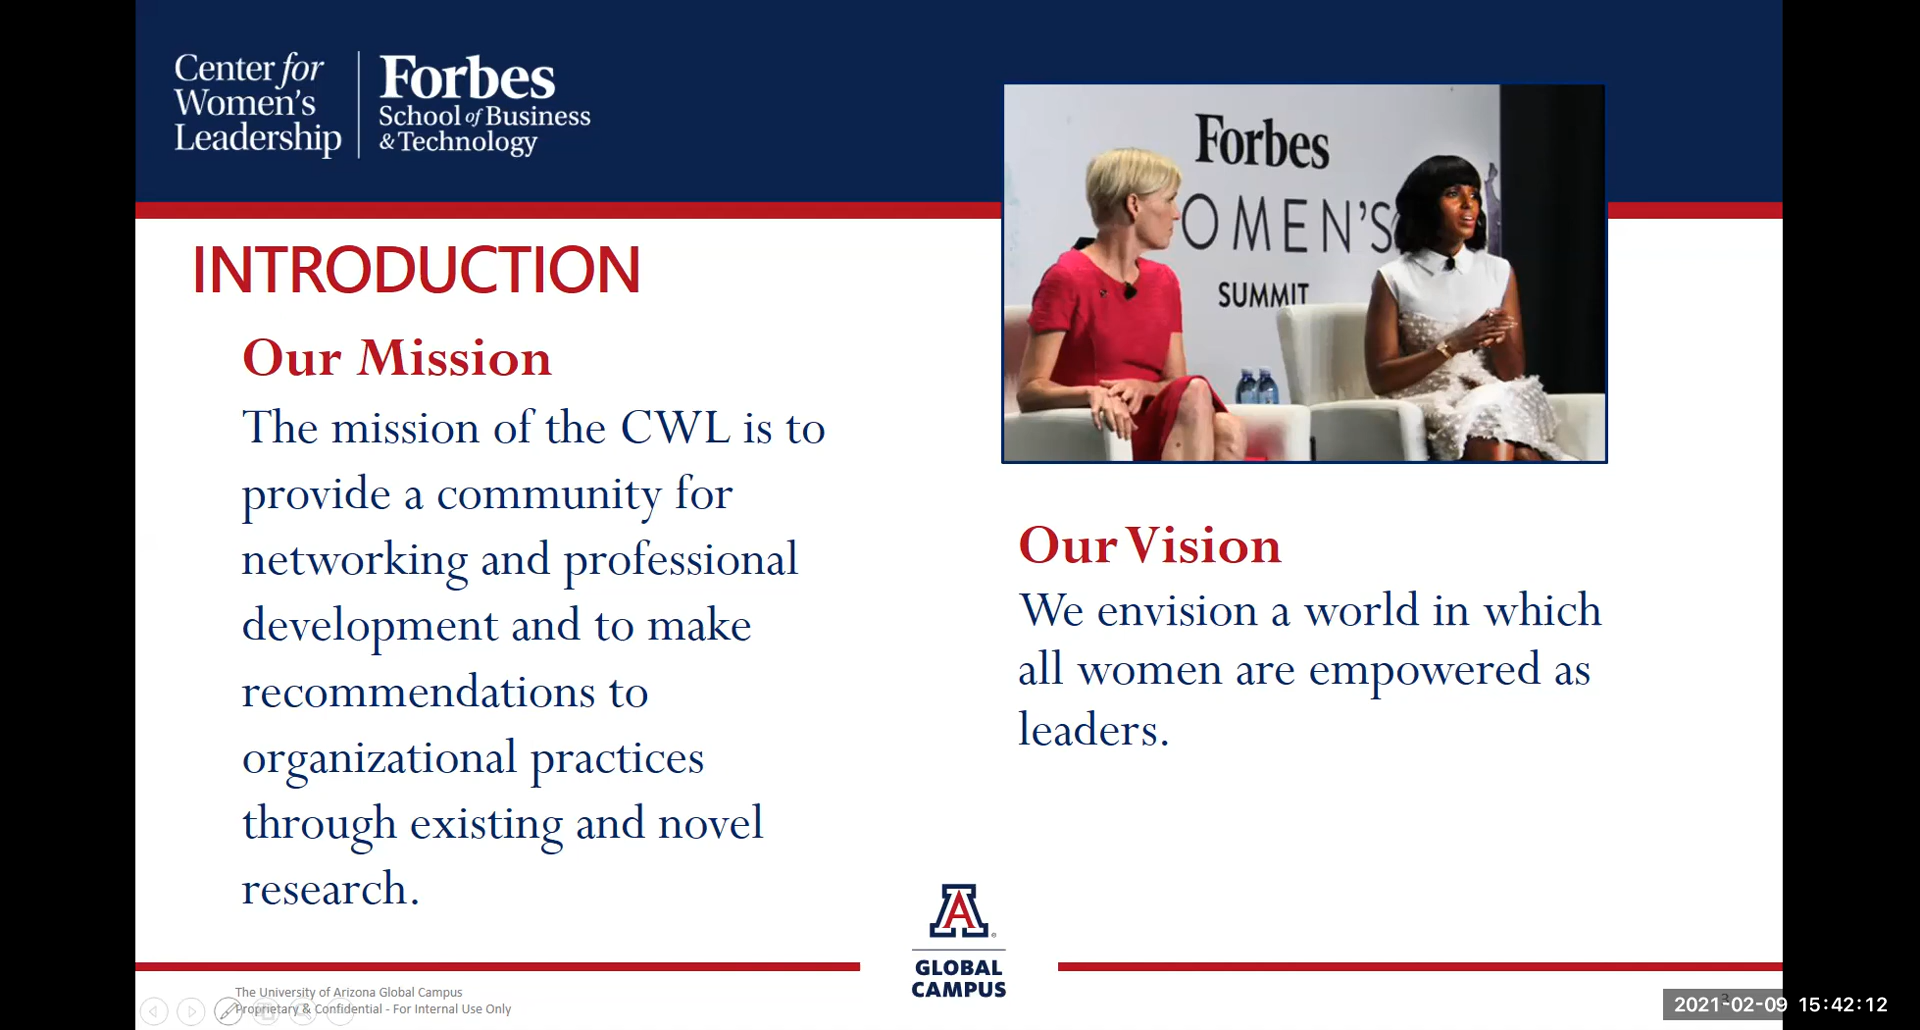 Center for
Women's
Leadership
Forbes
School of Business
& Technology
Forbes
OMEN'S
SUMMIT
INTRODUCTION
Our Mission
The mission of the CWL is to
provide a community for
networking and professional
development and to make
recommendations to
organizational practices
through existing and novel
research.
Our Vision
We envision a world in which
all women are empowered as
leaders.
A
GLOBAL
CAMPUS
The University of Arizona Global Campus
Proprietary & Confidential - For Internal Use Only
2021-02-09 15:42:12